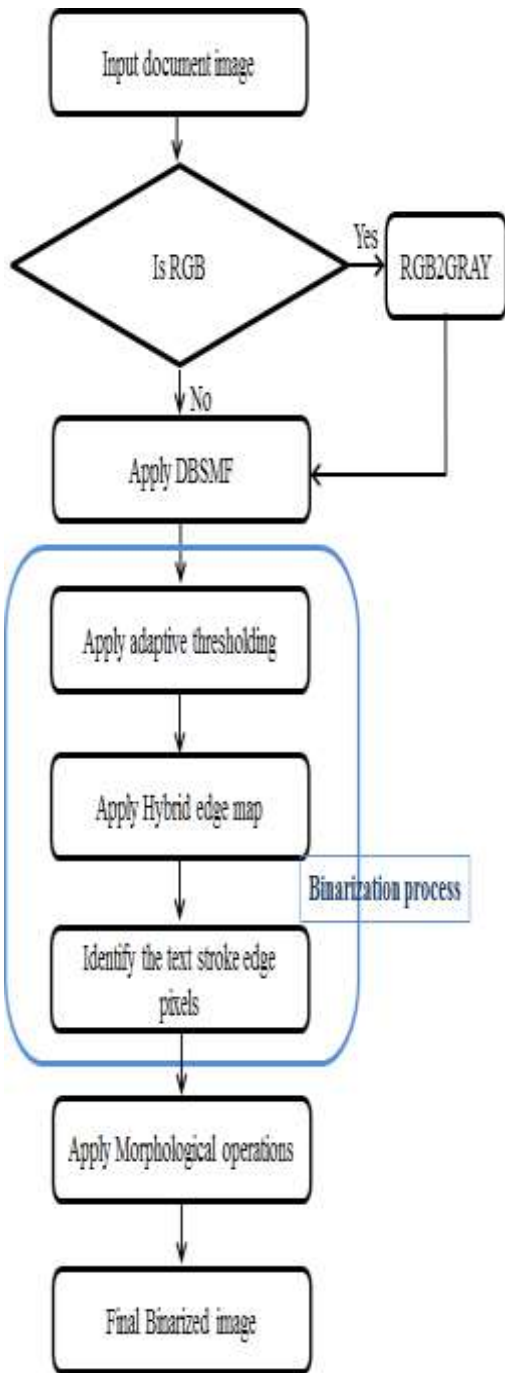 Input document image
Is RGB
Yes
RGB2GRAY
No
Apply DBSMF
Apply adaptive thresholding
Apply Hybrid edge map
Binarization process
Identify the text stroke edge
pixels
Apply Morphological operations
Final Binarized image